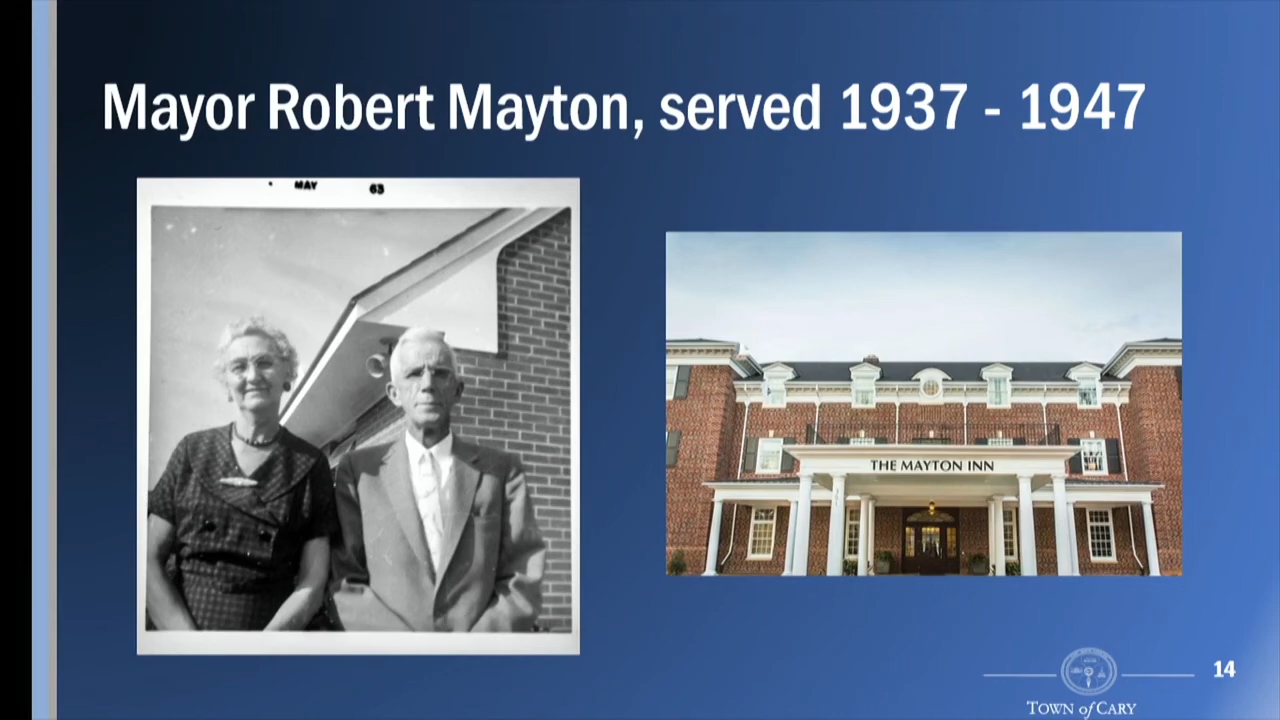 Mayor Robert Mayton, served 1937 - 1947
MAY 63
THE MAYTON INN
14
TOWN of CARY